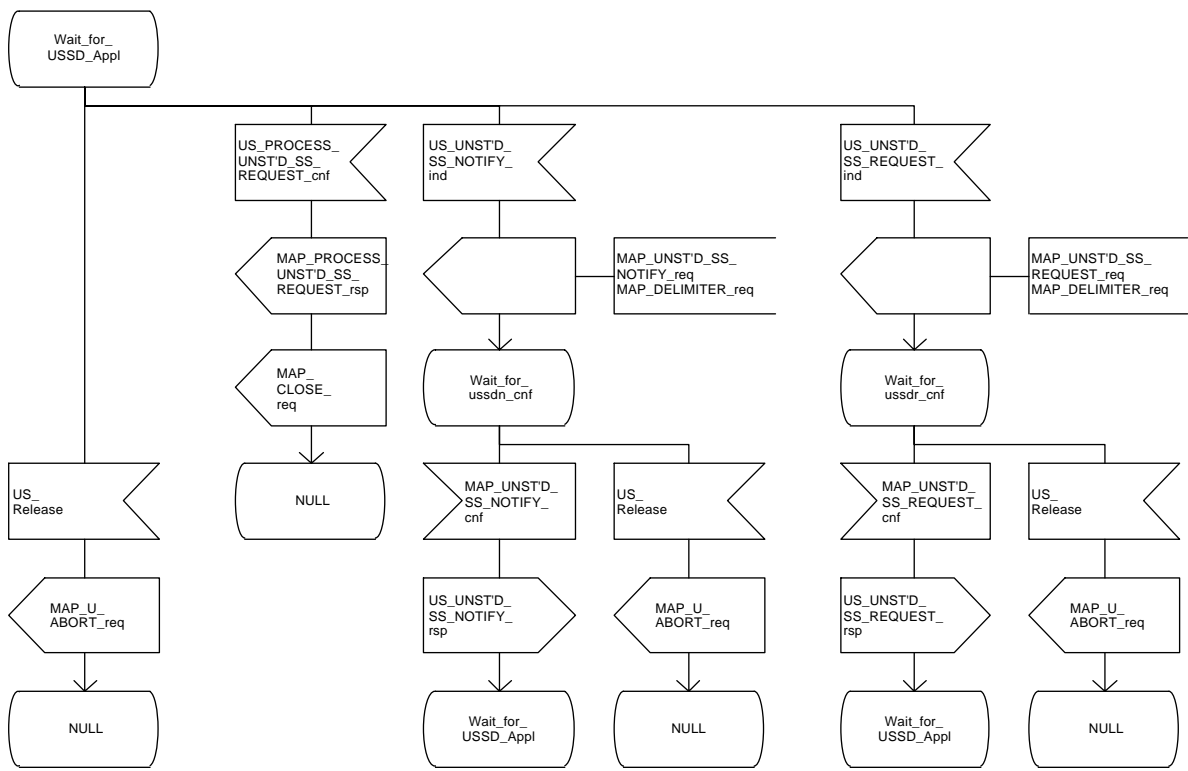 Wait_for_
USSD_Appl
US_PROCESS_
UNST'D_SS_
REQUEST_cnf
US_UNST'D_
SS_NOTIFY_
ind
US_UNST'D_
SS_REQUEST_
ind
MAP_PROCESS_
UNST'D_SS_
REQUEST_rsp
MAP_UNST'D_SS_
NOTIFY_req
MAP_DELIMITER_req
MAP_UNST'D_SS_
REQUEST_req
MAP_DELIMITER_req
MAP_
CLOSE_
req
Wait_for_
ussdn_cnf
Wait_for_
ussdr_cnf
US_
Release
NULL
MAP_UNST'D_
SS_NOTIFY_
cnf
US_
Release
MAP_UNST'D_
SS_REQUEST_
cnf
US_
Release
MAP_U_
ABORT_req
US_UNST'D_
SS_NOTIFY_
rsp
MAP_U_
ABORT_req
US_UNST'D_
SS_REQUEST_
rsp
MAP_U_
ABORT_req
NULL
Wait_for_
USSD_Appl
NULL
Wait_for_
USSD_Appl
NULL